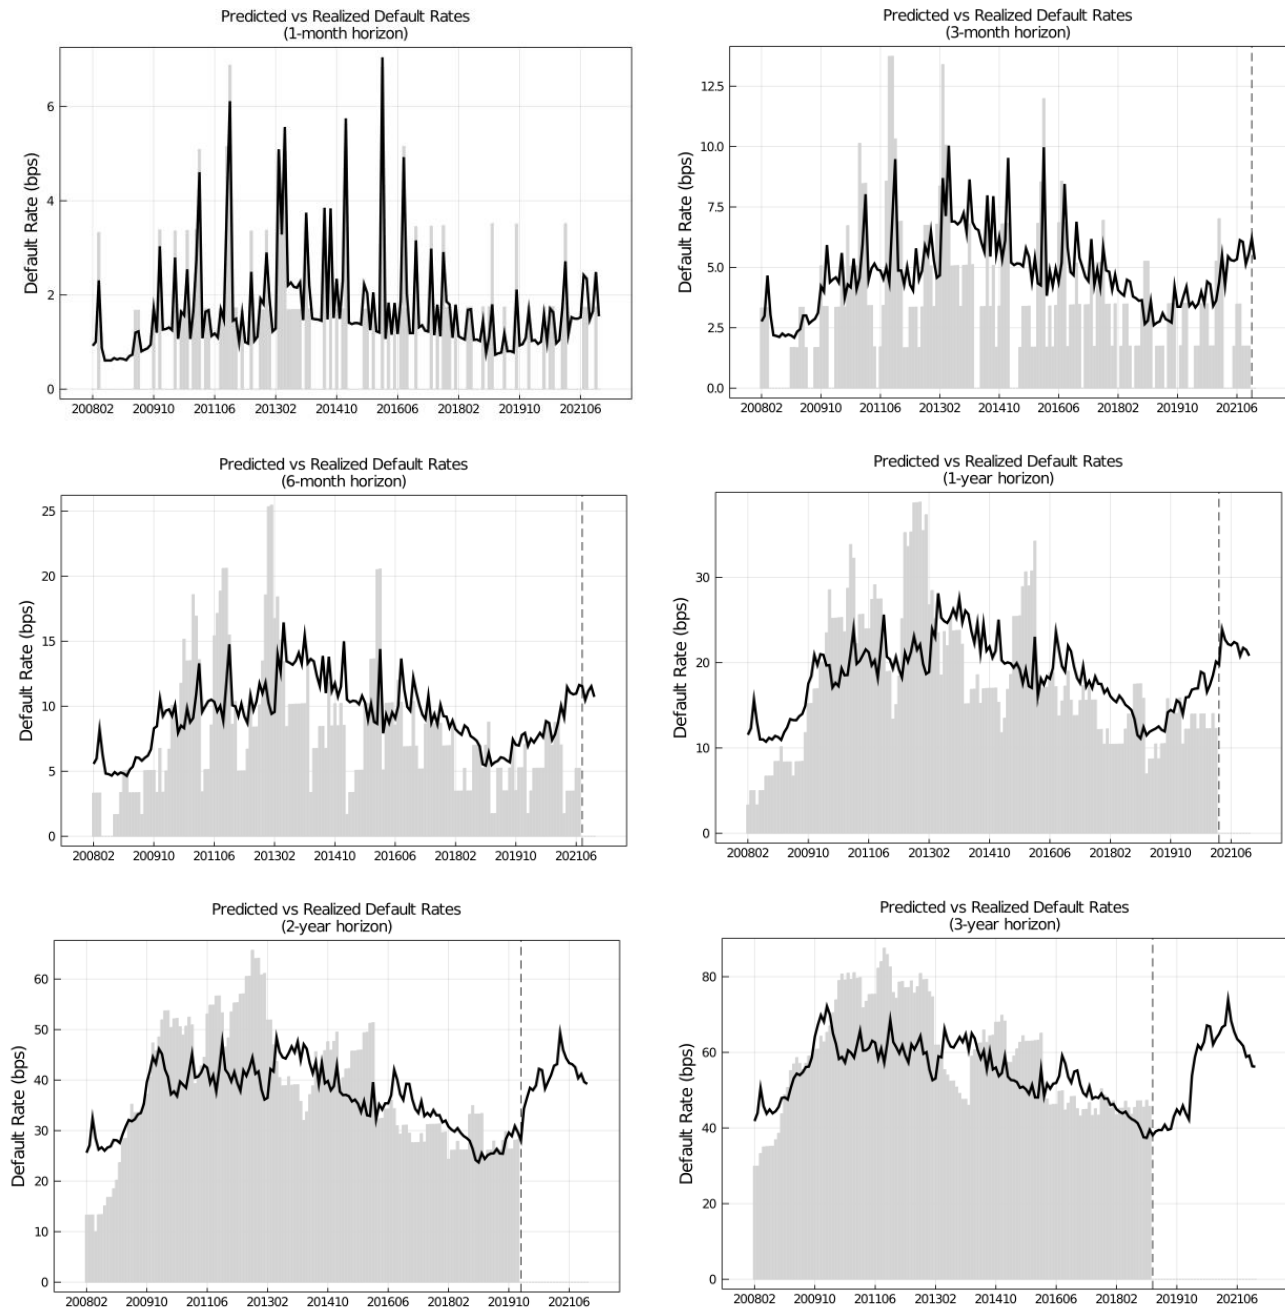 Predicted vs Realized Default Rates
(1-month horizon)
Default Rate (bps)
6
4
2
0
200802 200910 201106 201302 201410 201606 201802 201910 202106
Predicted vs Realized Default Rates
(3-month horizon)
Default Rate (bps)
12.5
10.0
7.5
5.0
2.5
0.0
200802 200910 201106 201302 201410 201606 201802 201910 202106
Predicted vs Realized Default Rates
(6-month horizon)
Default Rate (bps)
25
20
15
10
5
0
200802 200910 201106 201302 201410 201606 201802 201910 202106
Predicted vs Realized Default Rates
(1-year horizon)
Default Rate (bps)
30
20
10
0
200802 200910 201106 201302 201410 201606 201802 201910 202106
Predicted vs Realized Default Rates
(2-year horizon)
Default Rate (bps)
60
50
40
30
20
10
0
200802 200910 201106 201302 201410 201606 201802 201910 202106
Predicted vs Realized Default Rates
(3-year horizon)
Default Rate (bps)
80
60
40
20
0
200802 200910 201106 201302 201410 201606 201802 201910 202106